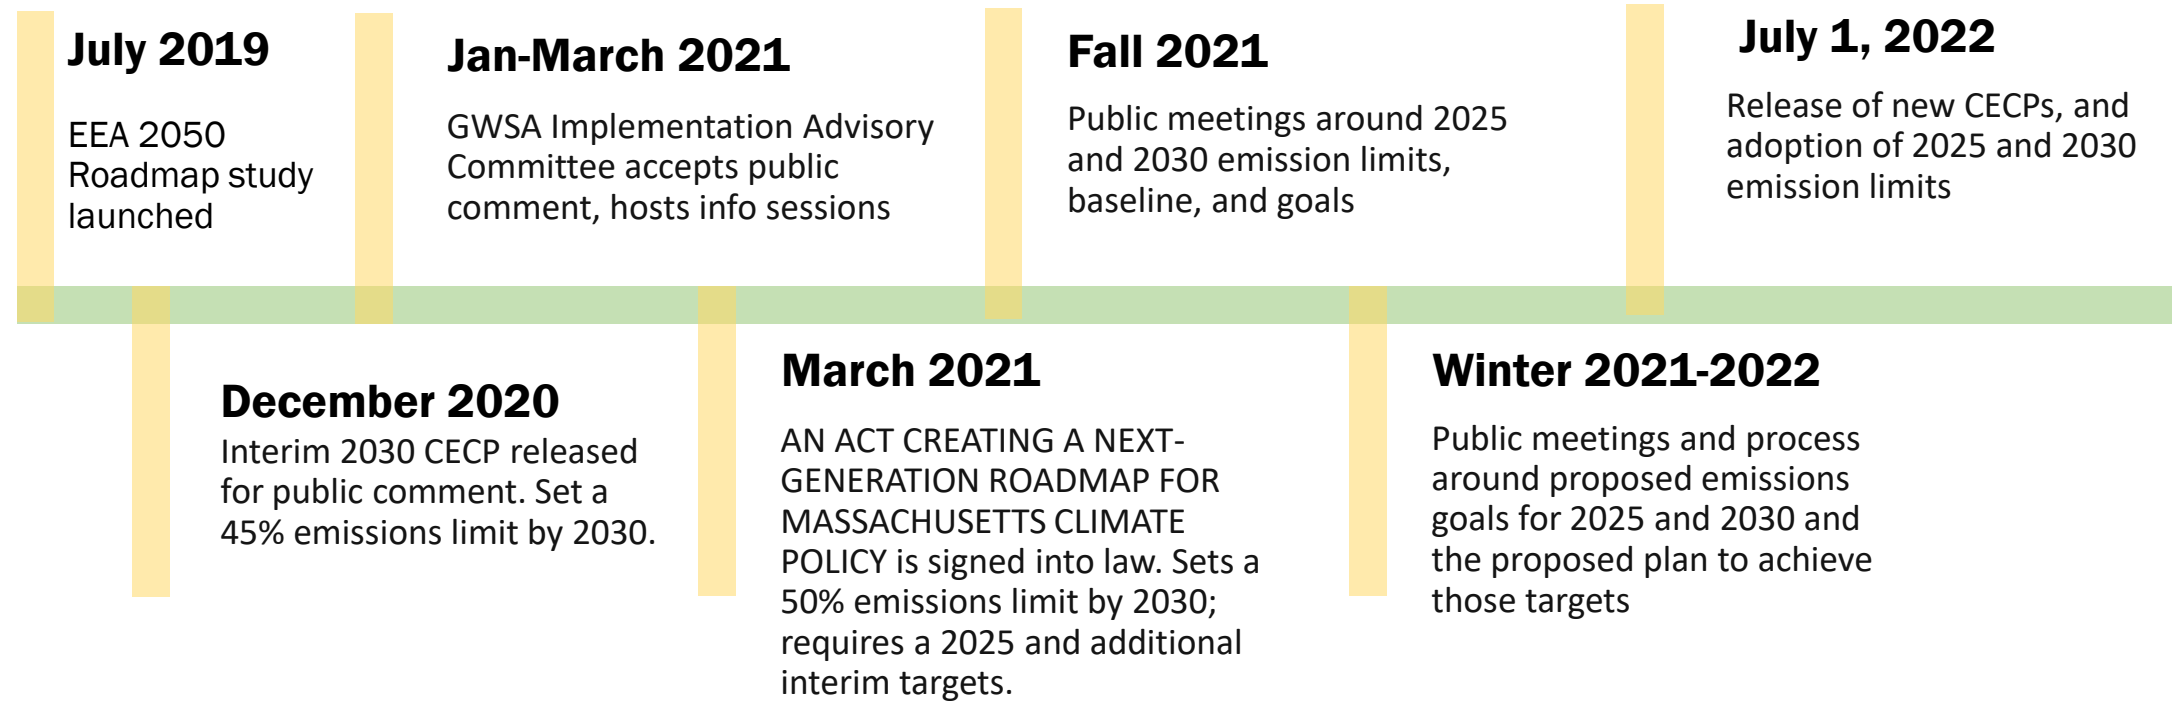 July 2019
EEA 2050
Roadmap study
launched
December 2020
Interim 2030 CECP released
for public comment. Set a
45% emissions limit by 2030.
Jan-March 2021
GWSA Implementation Advisory
Committee accepts public
comment, hosts info sessions
March 2021
AN ACT CREATING A NEXT-
GENERATION ROADMAP FOR
MASSACHUSETTS CLIMATE
POLICY is signed into law. Sets a
50% emissions limit by 2030;
requires a 2025 and additional
interim targets.
Fall 2021
Public meetings around 2025
and 2030 emission limits,
baseline, and goals
Winter 2021-2022
Public meetings and process
around proposed emissions
goals for 2025 and 2030 and
the proposed plan to achieve
those targets
July 1, 2022
Release of new CECPs, and
adoption of 2025 and 2030
emission limits